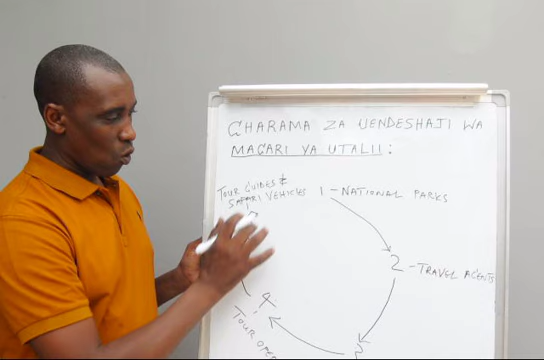 GHARAMA ZA UENDESHAJI WA
MAGARI YA UTALII :
TOUR GUIDES &
SAFARI VEHICLES
1 - NATIONAL PARKS
2 - TRAVEL AGENTS
4
TOUR